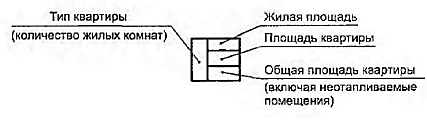 Тип квартиры
(количество жилых комнат)
Жилая площадь
Площадь квартиры
Общая площадь квартиры
(включая неотапливаемые
помещения)